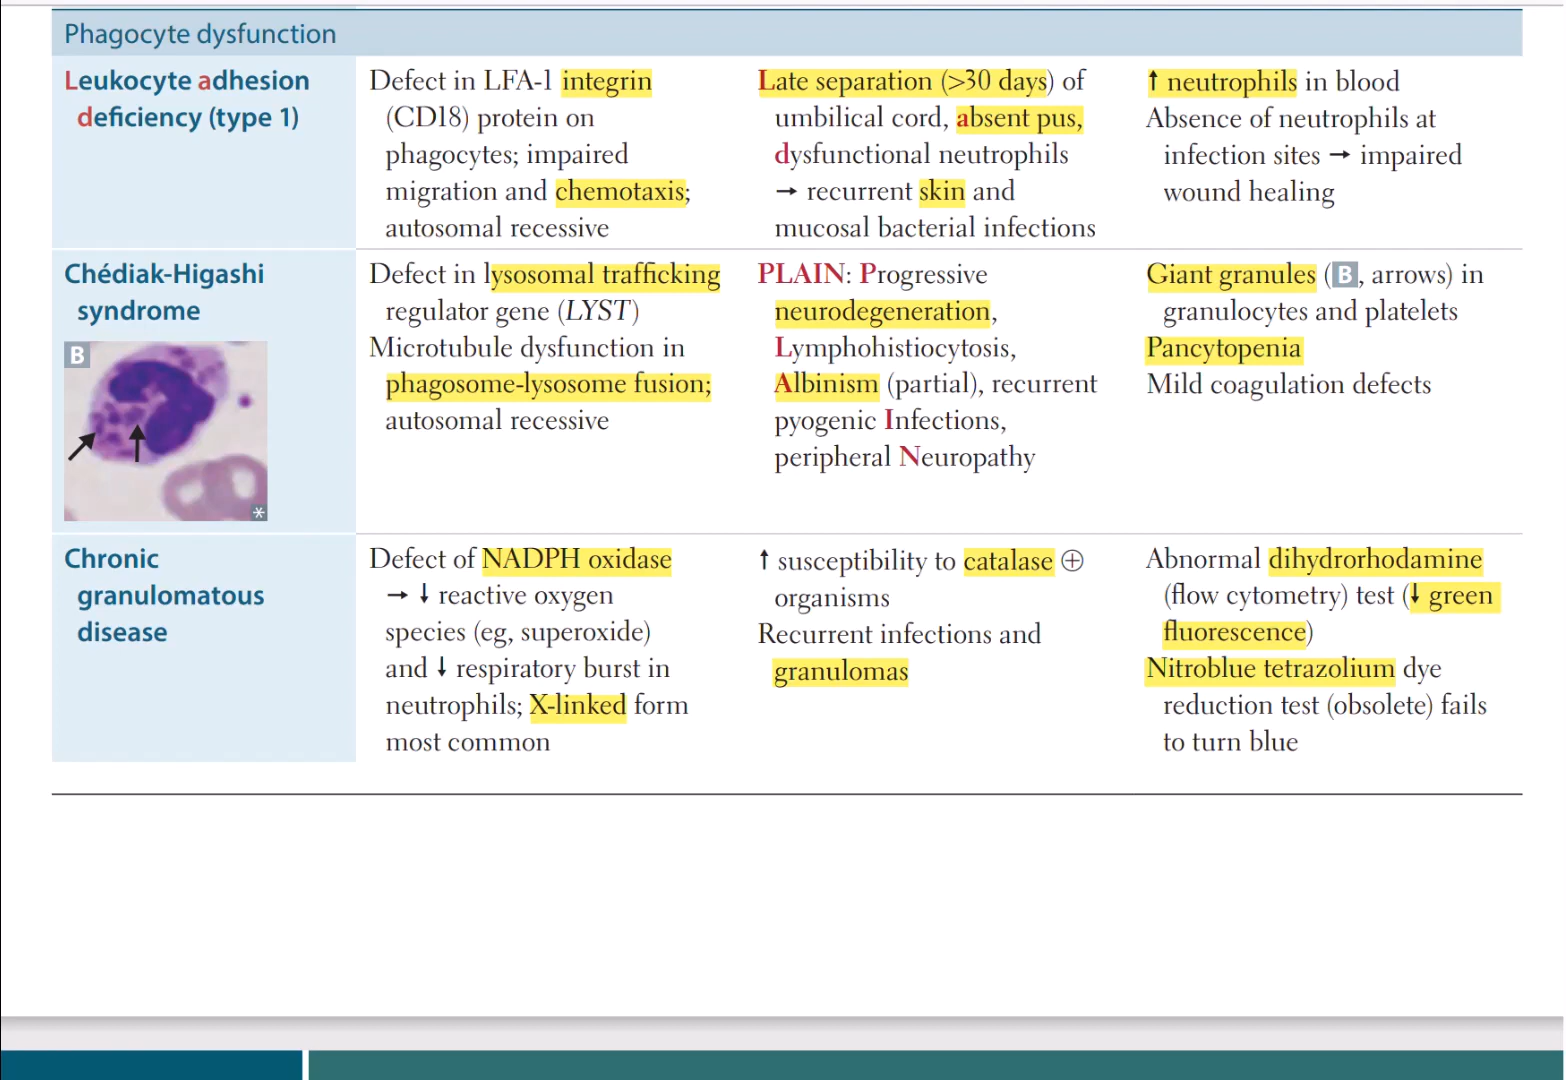 Phagocyte dysfunction
Leukocyte adhesion
deficiency (type 1)
Defect in LFA-1 integrin
(CD18) protein on
phagocytes; impaired
migration and chemotaxis;
autosomal recessive
Late separation (>30 days) of
umbilical cord, absent pus,
dysfunctional neutrophils
→ recurrent skin and
mucosal bacterial infections
↑ neutrophils in blood
Absence of neutrophils at
infection sites → impaired
wound healing
Chédiak-Higashi
syndrome
B
*
Defect in lysosomal trafficking
regulator gene (LYST)
Microtubule dysfunction in
phagosome-lysosome fusion;
autosomal recessive
PLAIN: Progressive
neurodegeneration,
Lymphohistiocytosis,
Albinism (partial), recurrent
pyogenic Infections,
peripheral Neuropathy
Giant granules (B, arrows) in
granulocytes and platelets
Pancytopenia
Mild coagulation defects
Chronic
granulomatous
disease
Defect of NADPH oxidase
→ ↓ reactive oxygen
species (eg, superoxide)
and ↓ respiratory burst in
neutrophils; X-linked form
most common
↑ susceptibility to catalase ⊕
organisms
Recurrent infections and
granulomas
Abnormal dihydrorhodamine
(flow cytometry) test (↓ green
fluorescence)
Nitroblue tetrazolium dye
reduction test (obsolete) fails
to turn blue